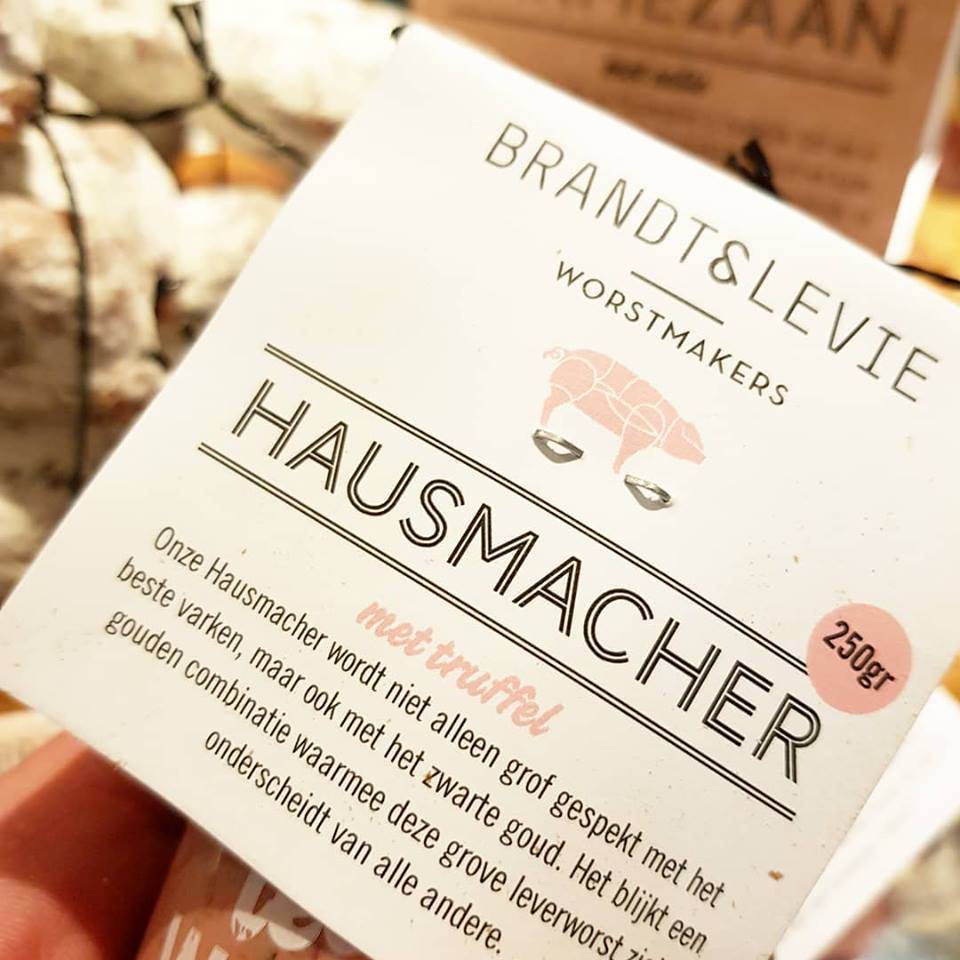 BRANDT&LEVIE
WORSTMAKERS
HAUSMACHER
250gr
met truffel
Onze Hausmacher wordt niet alleen grof gespekt met het
beste varken, maar ook met het zwarte goud. Het blijkt een
gouden combinatie waarmee deze grove leverworst
onderscheidt van alle andere.